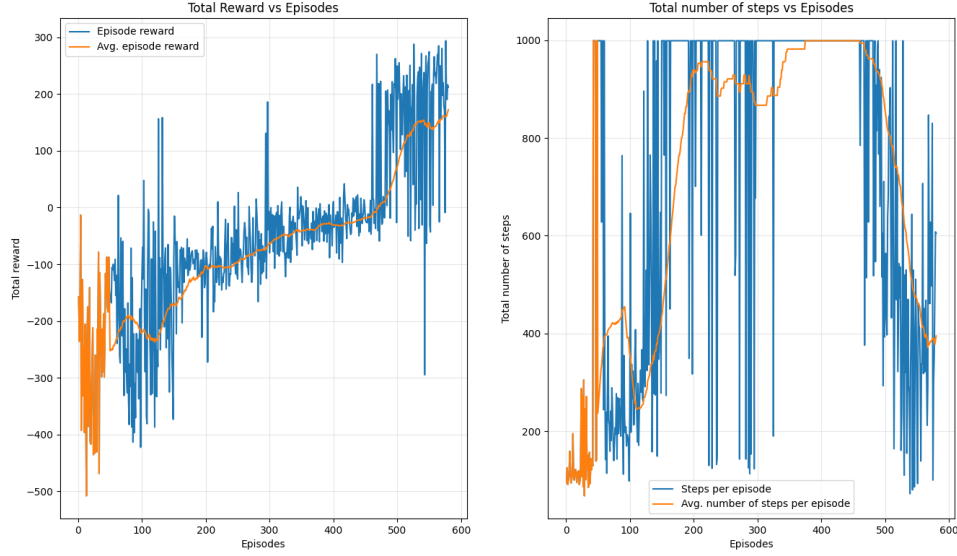 Total Reward vs Episodes
Episode reward
Avg. episode reward
300
200
100
0
−100
−200
−300
−400
−500
Total reward
0
100
200
300
400
500
600
Episodes
Total number of steps vs Episodes
1000
800
600
400
200
Total number of steps
Steps per episode
Avg. number of steps per episode
0
100
200
300
400
500
600
Episodes